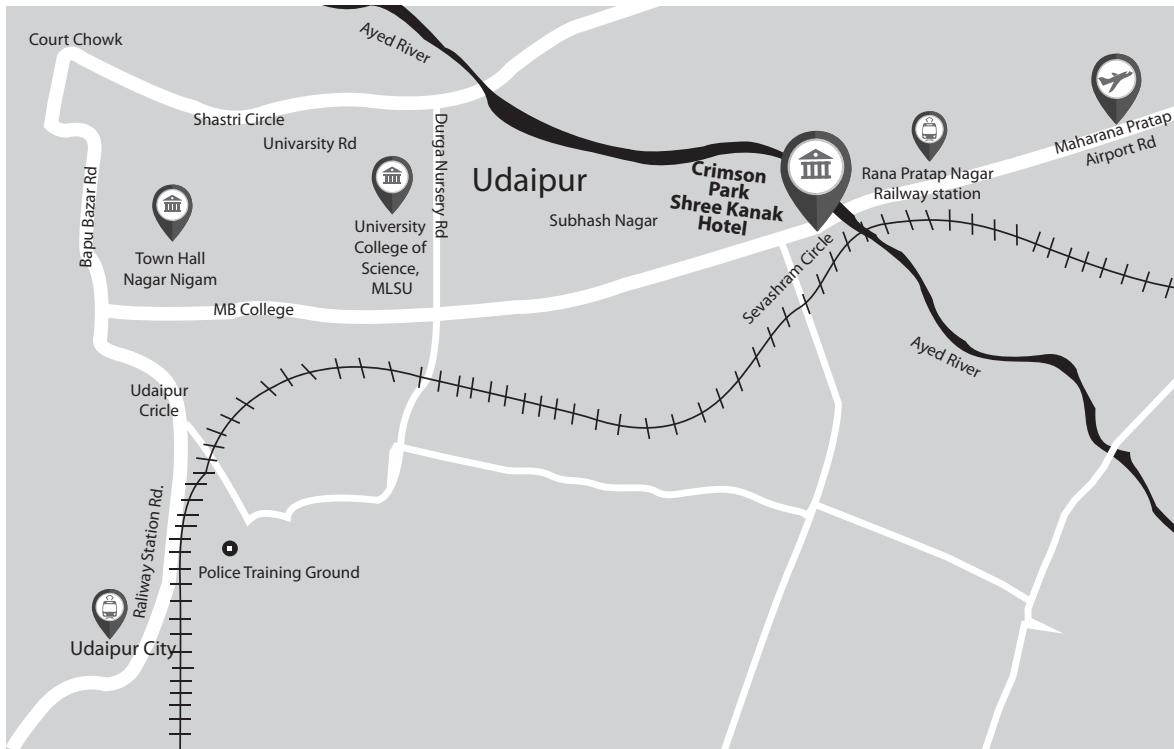 Court Chowk
Ayed River
Shastri Circle
Univarsity Rd
Durga Nursery Rd
Udaipur
Crimson
Park
Shree Kanak
Hotel
Subhash Nagar
Rana Pratap Nagar
Railway station
Maharana Pratap
Airport Rd
Bapu Bazar Rd
Town Hall
Nagar Nigam
University
College of
Science,
MLSU
MB College
Sevashram Circle
Ayed River
Udaipur
Cricle
Raliway Station Rd.
Police Training Ground
Udaipur City